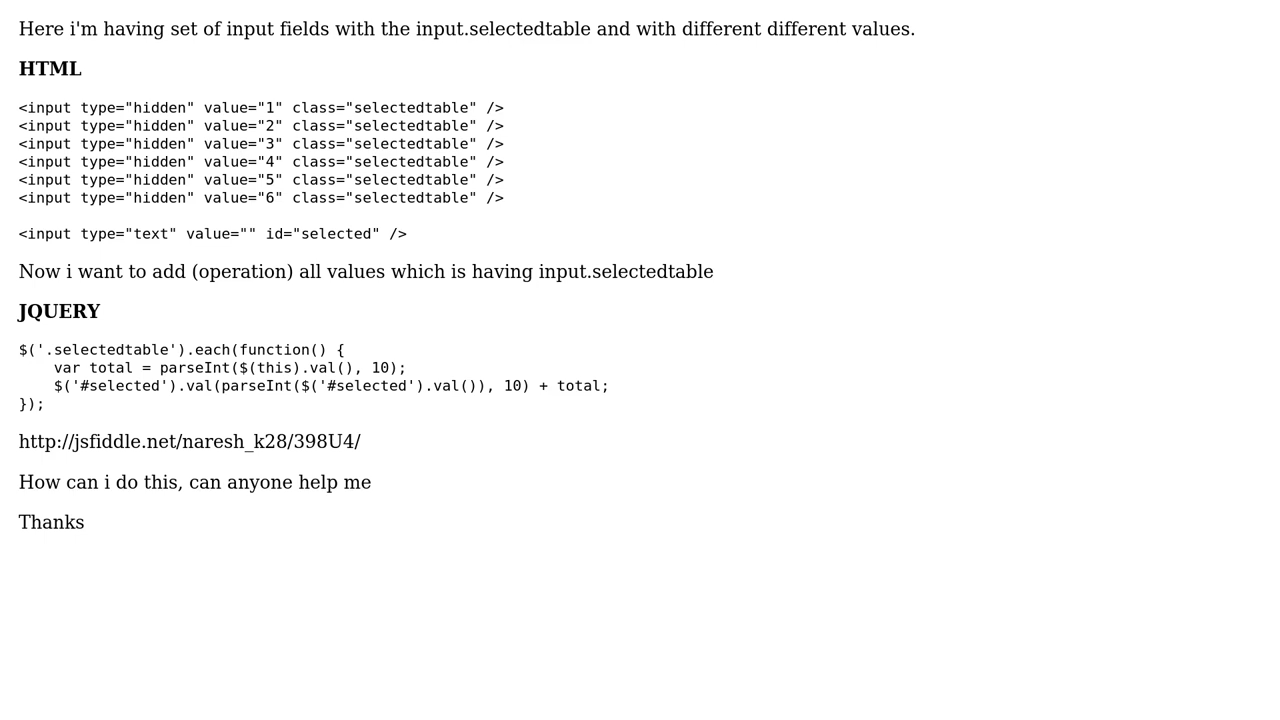 Here i'm having set of input fields with the input.selectedtable and with different different values.
HTML
<input type="hidden" value="1" class="selectedtable" />
<input type="hidden" value="2" class="selectedtable" />
<input type="hidden" value="3" class="selectedtable" />
<input type="hidden" value="4" class="selectedtable" />
<input type="hidden" value="5" class="selectedtable" />
<input type="hidden" value="6" class="selectedtable" />
<input type="text" value="" id="selected" />
Now i want to add (operation) all values which is having input.selectedtable
JQUERY
$('.selectedtable').each(function() {
    var total = parseInt($(this).val(), 10);
    $('#selected').val(parseInt($('#selected').val()), 10) + total;
});
http://jsfiddle.net/naresh_k28/398U4/
How can i do this, can anyone help me
Thanks